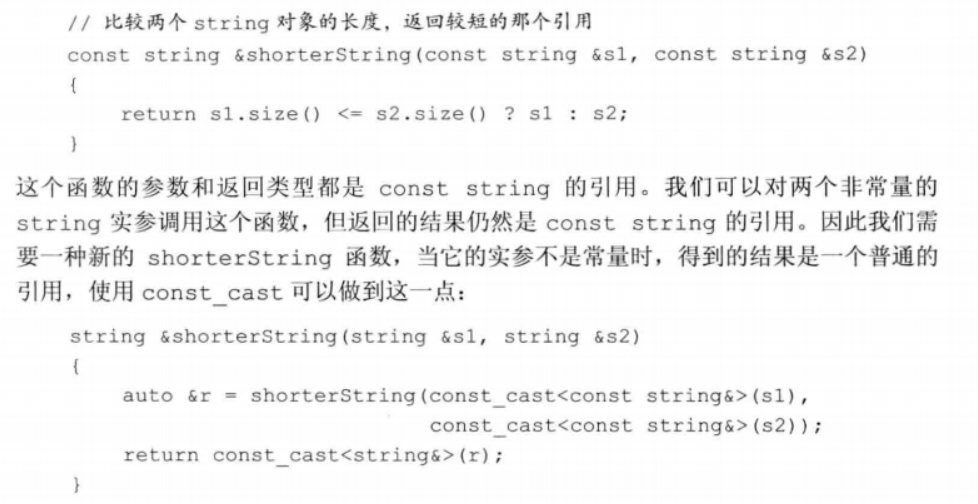 // 比较两个 string 对象的长度，返回较短的那个引用
const string &shorterString(const string &s1, const string &s2)
{
    return s1.size() <= s2.size() ? s1 : s2;
}
这个函数的参数和返回类型都是 const string 的引用。我们可以对两个非常量的
string 实参调用这个函数，但返回的结果仍然是 const string 的引用。因此我们需
要一种新的 shorterString 函数，当它的实参不是常量时，得到的结果是一个普通的
引用，使用 const_cast 可以做到这一点：
string &shorterString(string &s1, string &s2)
{
    auto &r = shorterString(const_cast<const string&>(s1),
                            const_cast<const string&>(s2));
    return const_cast<string&>(r);
}